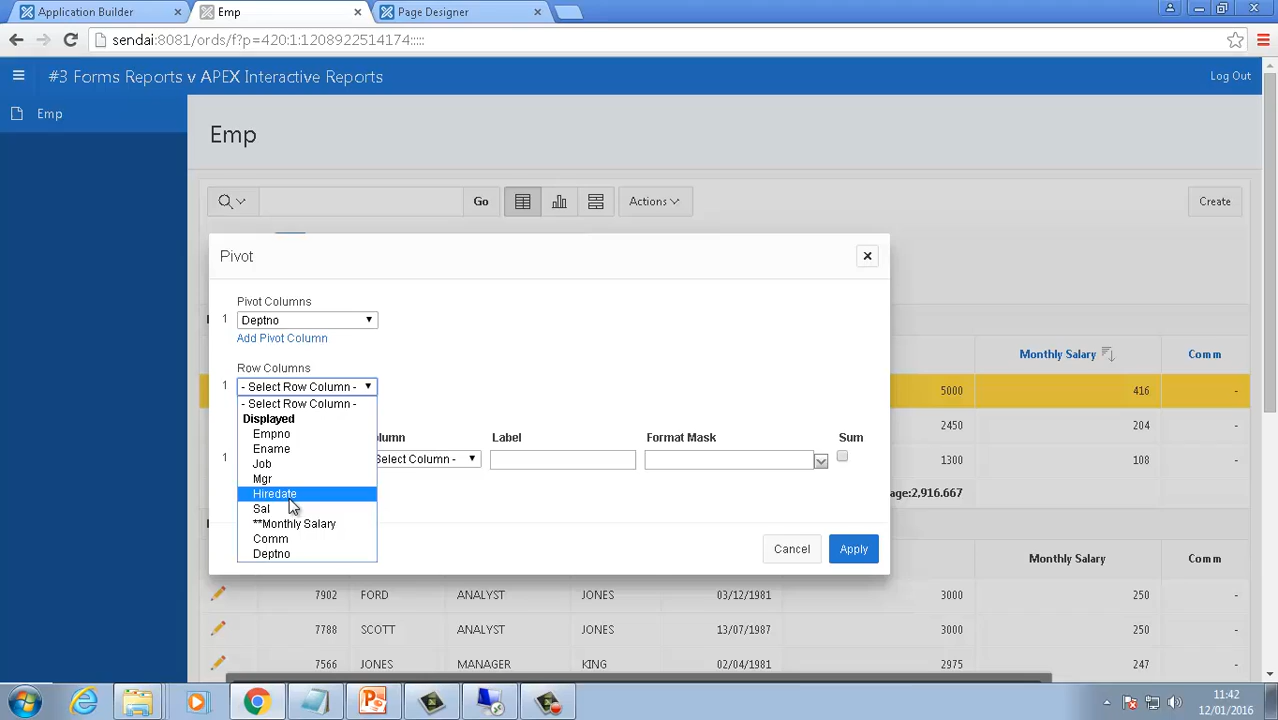 Application Builder
Emp
Page Designer
sendai:8081/ords/f?p=420:1:1208922514174:::::
#3 Forms Reports v APEX Interactive Reports
Log Out
Emp
Emp
Go
Actions
Create
Pivot
Pivot Columns
1 Deptno
Add Pivot Column
Row Columns
1 - Select Row Column -
- Select Row Column -
Displayed
Empno
Ename
Job
Mgr
Hiredate
Sal
**Monthly Salary
Comm
Deptno
Label Format Mask Sum
1 Select Column -
Cancel Apply
Monthly Salary Comm
5000 416 -
2450 204 -
1300 108 -
Monthly Salary Comm
7902 FORD ANALYST JONES 03/12/1981 3000 250 -
7788 SCOTT ANALYST JONES 13/07/1987 3000 250 -
7566 JONES MANAGER KING 02/04/1981 2975 247 -
11:42
12/01/2016